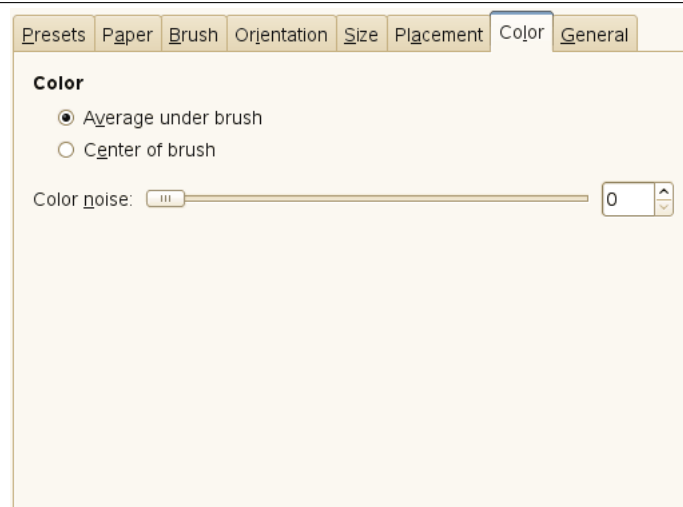 Presets Paper Brush Orientation Size Placement Color General
Color
Average under brush
Center of brush
Color noise: 0